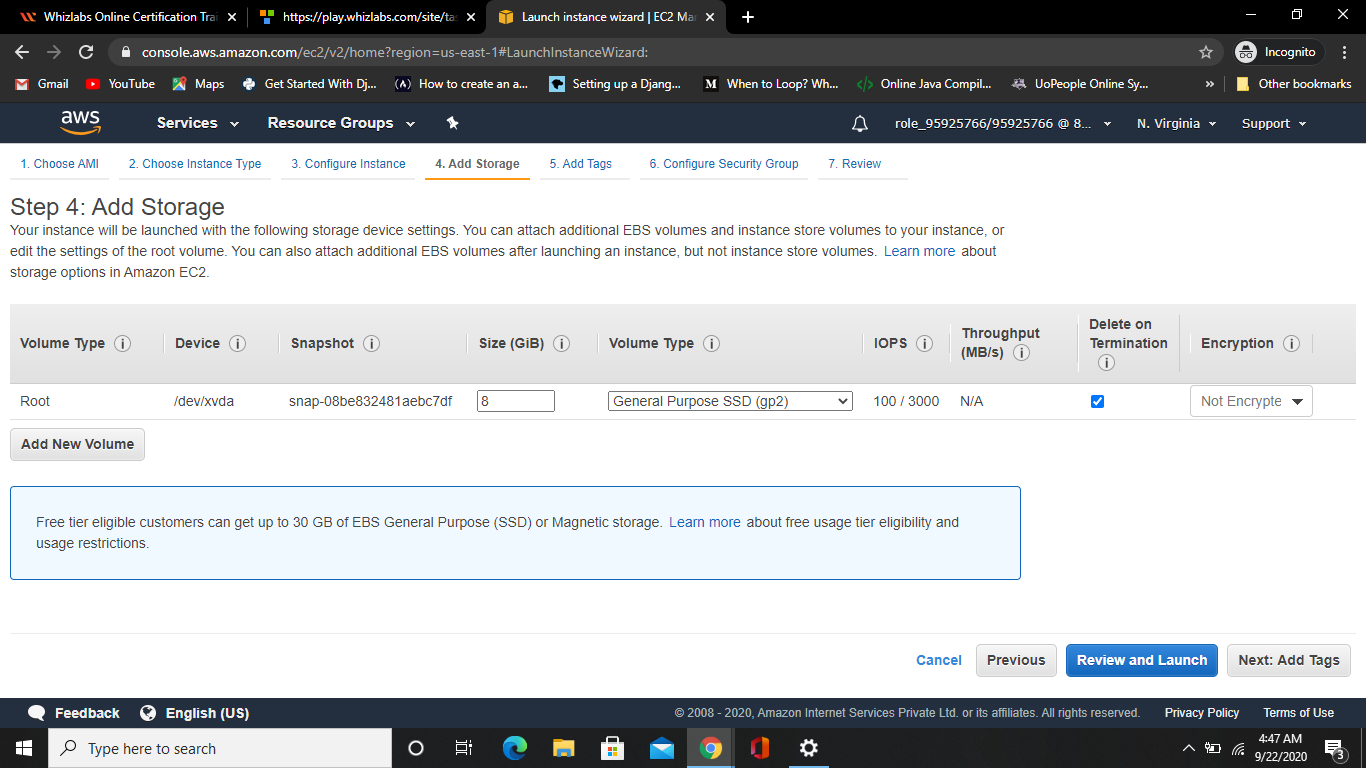 Whizlabs Online Certification Trai
https://play.whizlabs.com/site/tas
Launch instance wizard | EC2 Man
console.aws.amazon.com/ec2/v2/home?region=us-east-1#LaunchInstanceWizard:
Incognito
Gmail
YouTube
Maps
Get Started With Dj...
How to create an a...
Setting up a Djang...
When to Loop? Wh...
Online Java Compil...
UoPeople Online Sy...
»
Other bookmarks
aws
Services
Resource Groups
role_95925766/95925766 @ 8...
N. Virginia
Support
1. Choose AMI
2. Choose Instance Type
3. Configure Instance
4. Add Storage
5. Add Tags
6. Configure Security Group
7. Review
Step 4: Add Storage
Your instance will be launched with the following storage device settings. You can attach additional EBS volumes and instance store volumes to your instance, or
edit the settings of the root volume. You can also attach additional EBS volumes after launching an instance, but not instance store volumes. Learn more about
storage options in Amazon EC2.
Volume Type i
Device i
Snapshot i
Size (GiB) i
Volume Type i
IOPS i
Throughput
(MB/s) i
Delete on
Termination
i
Encryption i
Root
/dev/xvda
snap-08be832481aebc7df
8
General Purpose SSD (gp2)
100 / 3000
N/A
Not Encrypte
Add New Volume
Free tier eligible customers can get up to 30 GB of EBS General Purpose (SSD) or Magnetic storage. Learn more about free usage tier eligibility and
usage restrictions.
Cancel
Previous
Review and Launch
Next: Add Tags
Feedback
English (US)
© 2008 - 2020, Amazon Internet Services Private Ltd. or its affiliates. All rights reserved.
Privacy Policy
Terms of Use
Type here to search
4:47 AM
9/22/2020
3